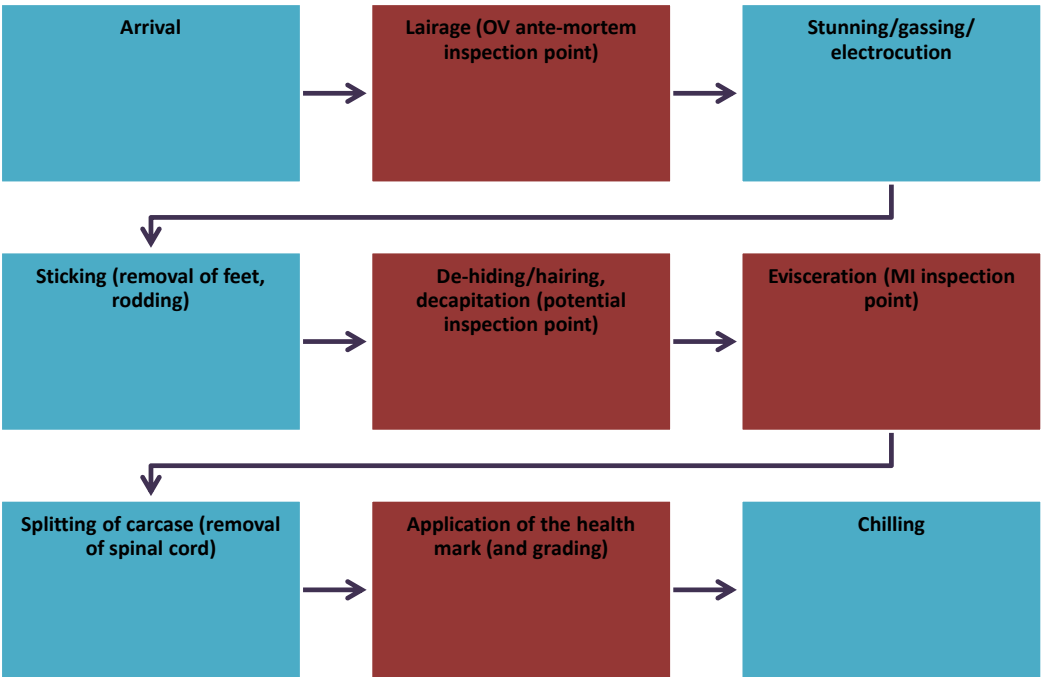 Arrival
Lairage (OV ante-mortem
inspection point)
Stunning/gassing/
electrocution
Sticking (removal of feet,
rodding)
De-hiding/hairing,
decapitation (potential
inspection point)
Evisceration (MI inspection
point)
Splitting of carcase (removal
of spinal cord)
Application of the health
mark (and grading)
Chilling